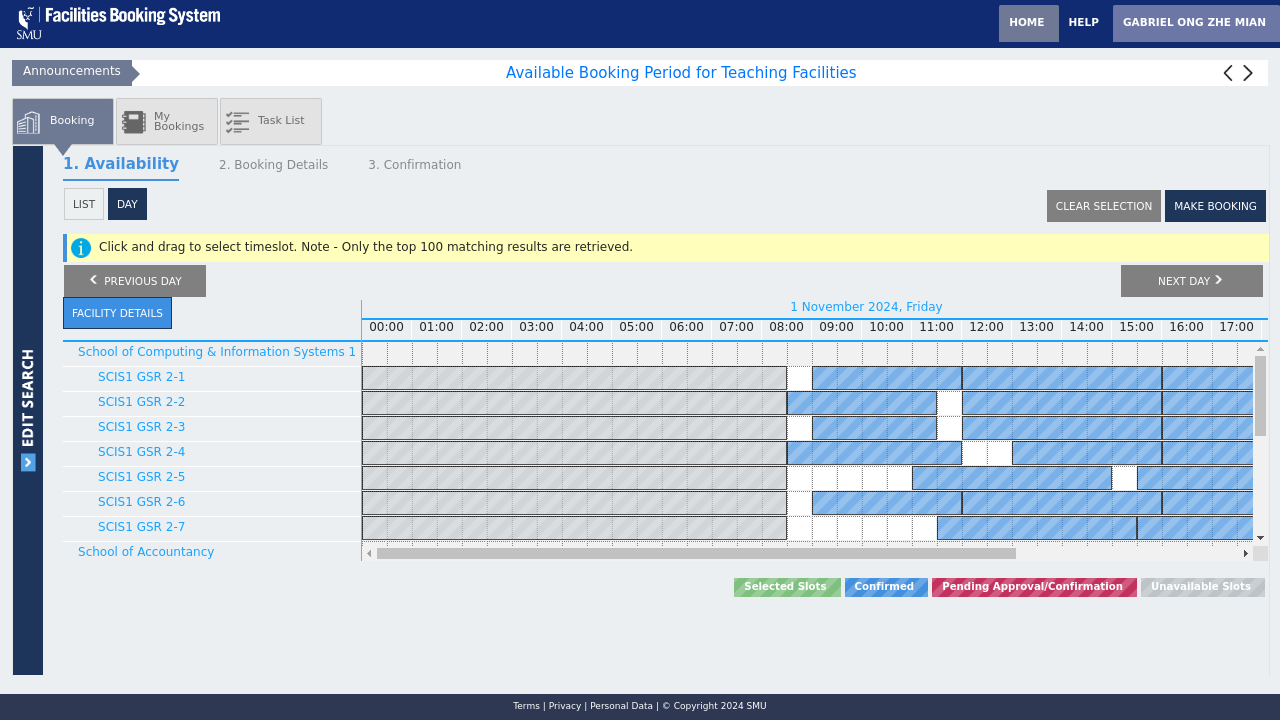 SMU Facilities Booking System
HOME HELP GABRIEL ONG ZHE MIAN
Announcements Available Booking Period for Teaching Facilities
Booking My Bookings Task List
1. Availability 2. Booking Details 3. Confirmation
LIST DAY CLEAR SELECTION MAKE BOOKING
Click and drag to select timeslot. Note - Only the top 100 matching results are retrieved.
PREVIOUS DAY NEXT DAY
FACILITY DETAILS 1 November 2024, Friday
00:00 01:00 02:00 03:00 04:00 05:00 06:00 07:00 08:00 09:00 10:00 11:00 12:00 13:00 14:00 15:00 16:00 17:00
School of Computing & Information Systems 1
SCIS1 GSR 2-1
SCIS1 GSR 2-2
SCIS1 GSR 2-3
SCIS1 GSR 2-4
SCIS1 GSR 2-5
SCIS1 GSR 2-6
SCIS1 GSR 2-7
School of Accountancy
EDIT SEARCH
Selected Slots Confirmed Pending Approval/Confirmation Unavailable Slots
Terms | Privacy | Personal Data | © Copyright 2024 SMU